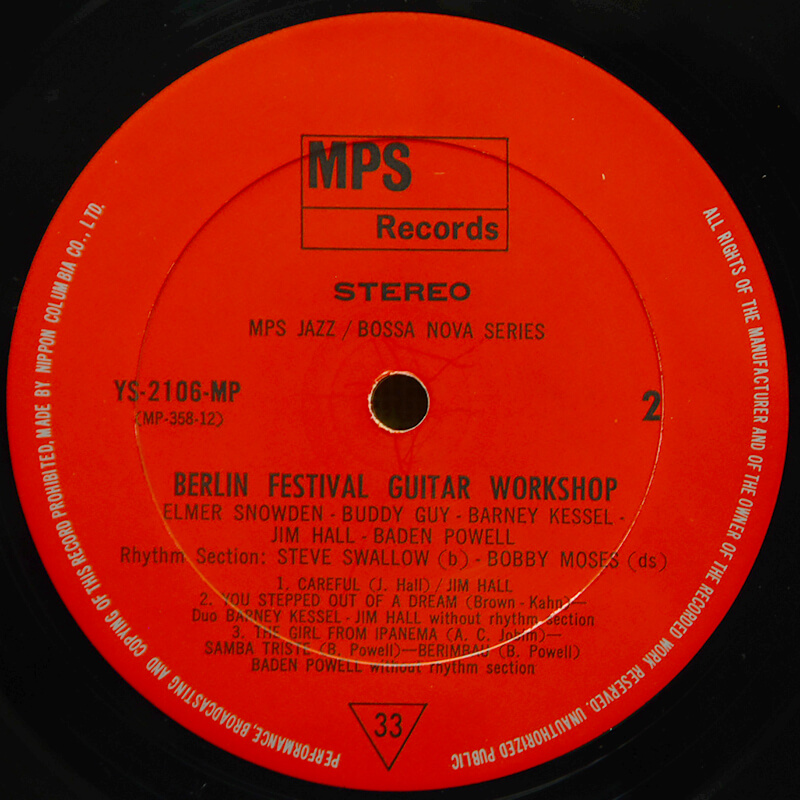 MPS
Records
STEREO
MPS JAZZ / BOSSA NOVA SERIES
YS-2106-MP
(MP-358-12)
2
BERLIN FESTIVAL GUITAR WORKSHOP
ELMER SNOWDEN - BUDDY GUY - BARNEY KESSEL -
JIM HALL - BADEN POWELL
Rhythm Section: STEVE SWALLOW (b) - BOBBY MOSES (ds)
1. CAREFUL (J. Hall) / JIM HALL
2. YOU STEPPED OUT OF A DREAM (Brown - Kahn)—
Duo BARNEY KESSEL - JIM HALL without rhythm section
3. THE GIRL FROM IPANEMA (A. C. Jobim)—
SAMBA TRISTE (B. Powell)—BERIMBAU (B. Powell)
BADEN POWELL without rhythm section
33
ALL RIGHTS OF THE MANUFACTURER AND OF THE OWNER OF THE RECORDED WORK RESERVED. UNAUTHORIZED PUBLIC
PERFORMANCE, BROADCASTING AND COPYING OF THIS RECORD PROHIBITED, MADE BY NIPPON COLUMBIA CO., LTD.